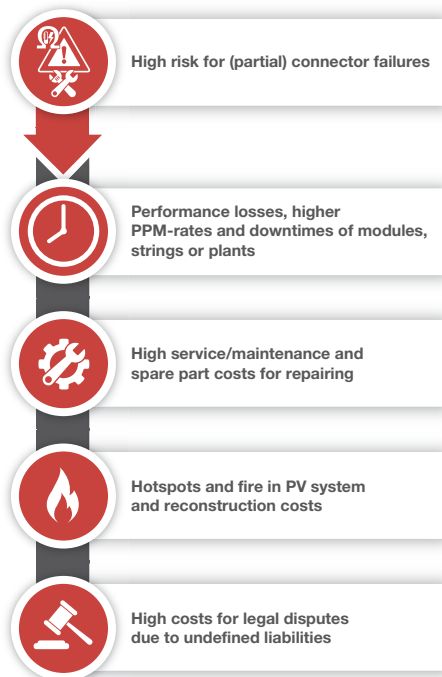 Ω
High risk for (partial) connector failures
Performance losses, higher
PPM-rates and downtimes of modules,
strings or plants
High service/maintenance and
spare part costs for repairing
Hotspots and fire in PV system
and reconstruction costs
High costs for legal disputes
due to undefined liabilities